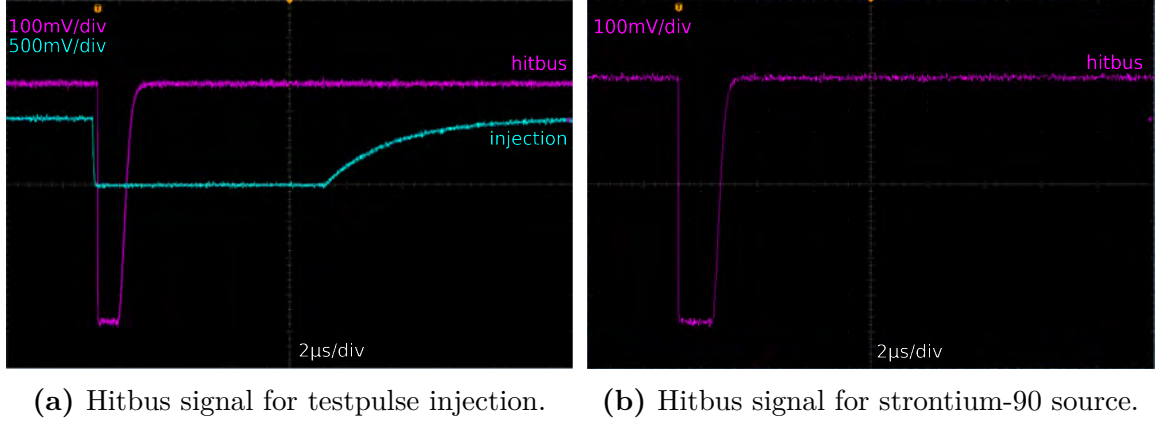 100mV/div
500mV/div
hitbus
injection
2µs/div
100mV/div
hitbus
2µs/div
(a) Hitbus signal for testpulse injection.
(b) Hitbus signal for strontium-90 source.